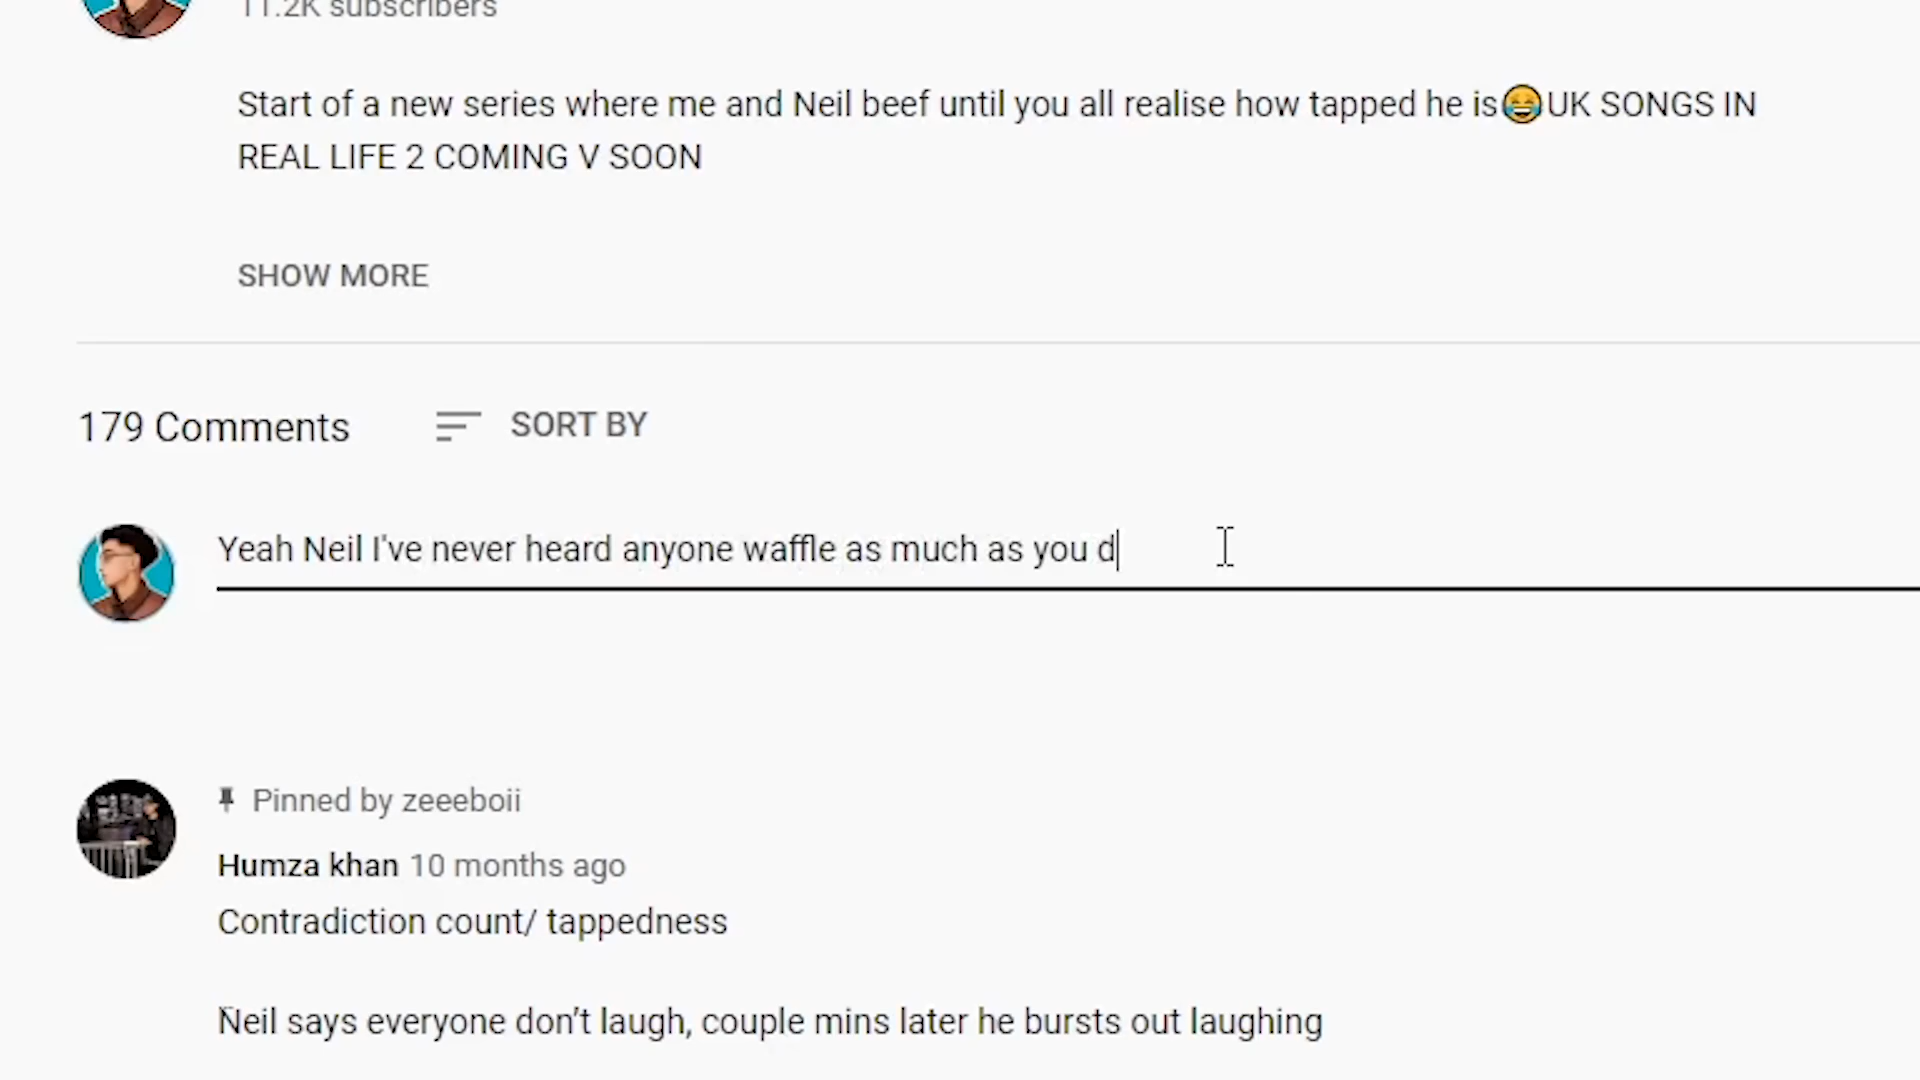 11.2K subscribers
Start of a new series where me and Neil beef until you all realise how tapped he is😂UK SONGS IN
REAL LIFE 2 COMING V SOON
SHOW MORE
179 Comments
SORT BY
Yeah Neil I've never heard anyone waffle as much as you d
Pinned by zeeeboii
Humza khan 10 months ago
Contradiction count/ tappedness
Neil says everyone don’t laugh, couple mins later he bursts out laughing